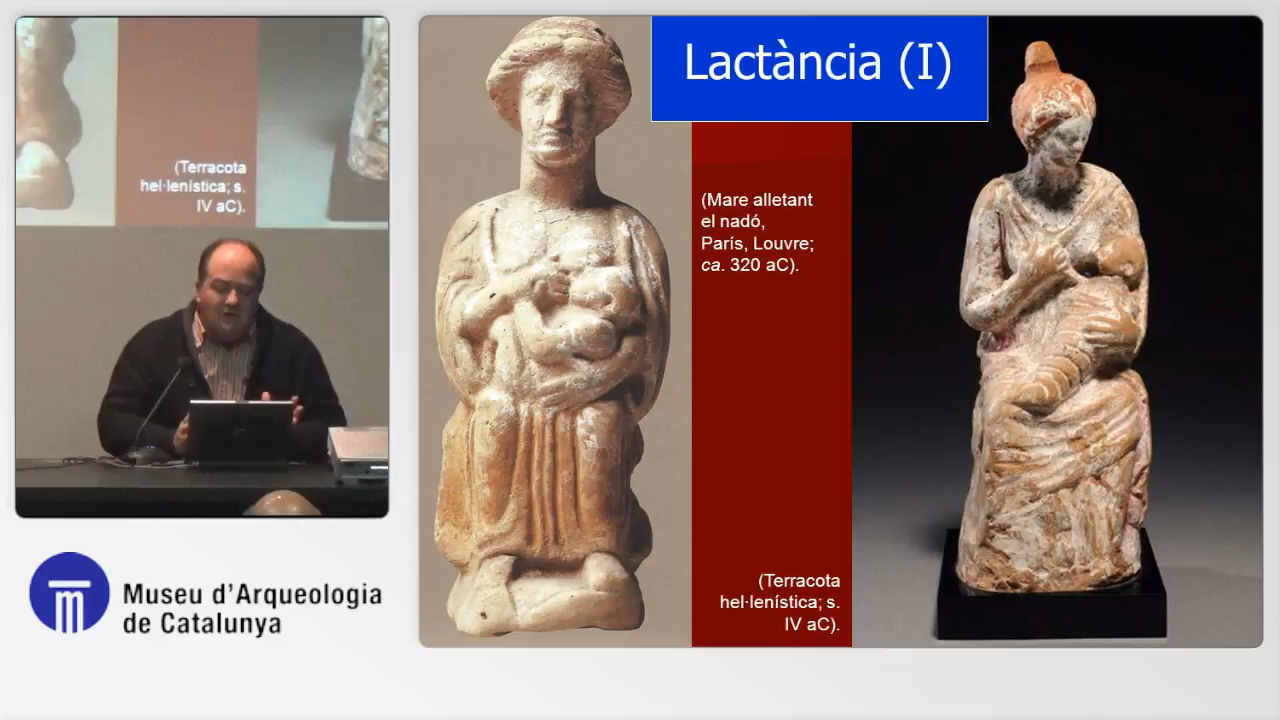 (Terracota
hel·lenística; s.
IV aC).
Museu d'Arqueologia
de Catalunya
Lactància (I)
(Mare alletant
el nadó,
París, Louvre;
ca. 320 aC).
(Terracota
hel·lenística; s.
IV aC).